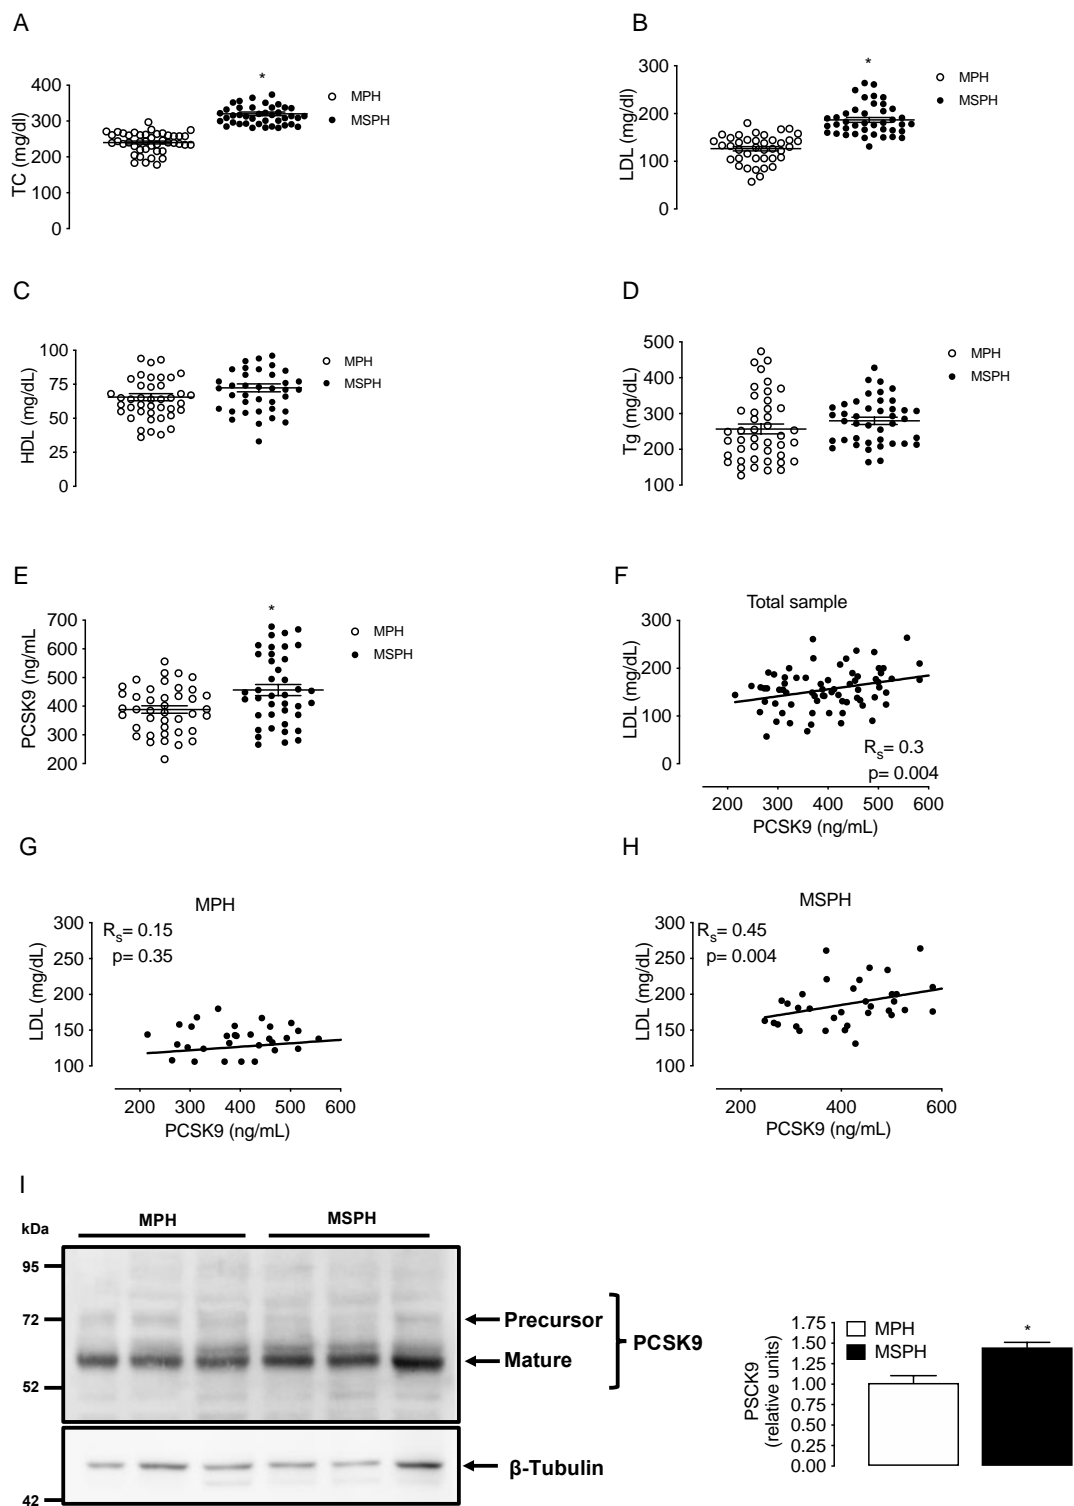 A
*
400
300
200
100
0
TC (mg/dl)
MPH
MSPH
B
*
300
200
100
0
LDL (mg/dl)
MPH
MSPH
C
100
75
50
25
0
HDL (mg/dL)
MPH
MSPH
D
500
400
300
200
100
Tg (mg/dL)
MPH
MSPH
E
*
700
600
500
400
300
200
PCSK9 (ng/mL
MPH
MSPH
F
Total sample
300
200
100
0
LDL (mg/dL)
Rs= 0.3
p= 0.004
200 300 400 500 600
PCSK9 (ng/mL)
G
MPH
300
250
200
150
100
LDL (mg/dL)
Rs= 0.15
p= 0.35
200 300 400 500 600
PCSK9 (ng/mL)
H
MSPH
300
250
200
150
100
LDL (mg/dL)
Rs= 0.45
p= 0.004
200 400 600
PCSK9 (ng/mL)
I
kDa
MPH MSPH
95
72
52
42
Precursor
Mature
PCSK9
β-Tubulin
1.75
1.50
1.25
1.00
0.75
0.50
0.25
0.00
PSCK9
(relative units)
MPH
MSPH
*